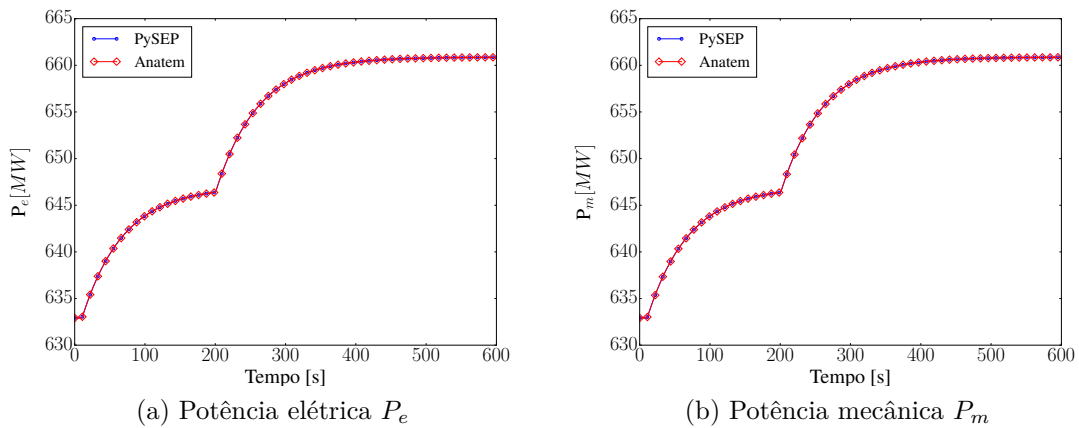 665
660
655
650
645
640
635
630
P_e[MW]
PySEP
Anatem
0 100 200 300 400 500 600
Tempo [s]
(a) Potência elétrica P_e
665
660
655
650
645
640
635
630
P_m[MW]
PySEP
Anatem
0 100 200 300 400 500 600
Tempo [s]
(b) Potência mecânica P_m